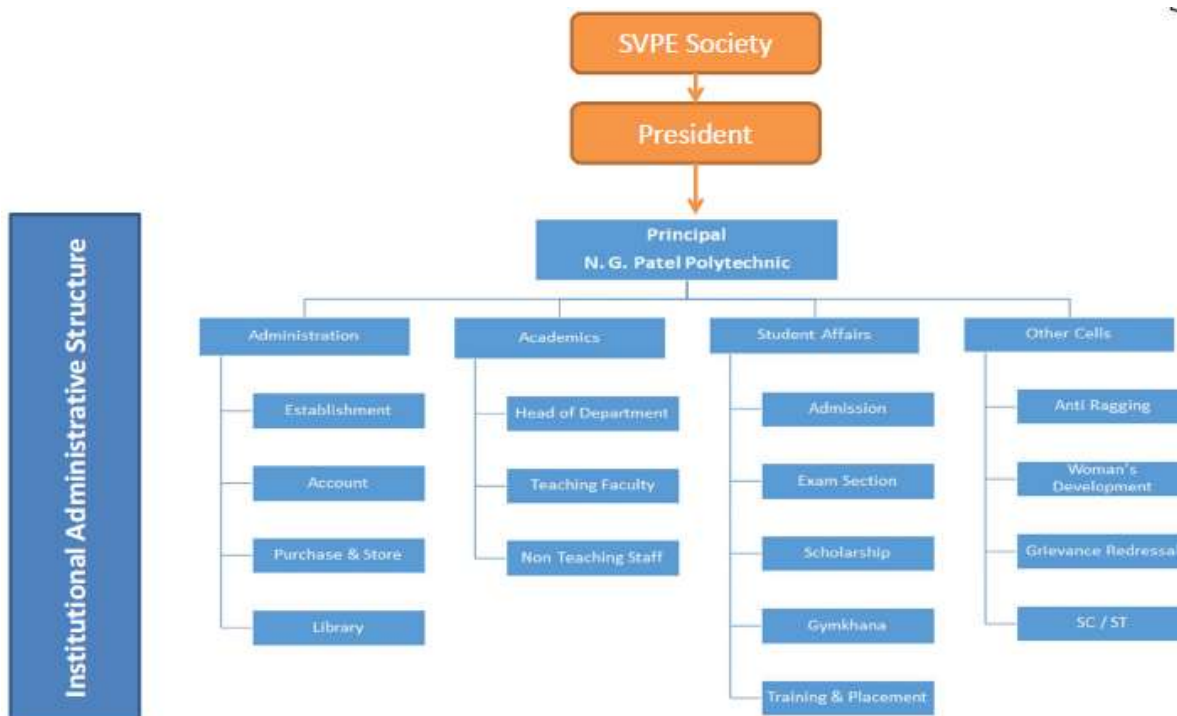 SVPE Society
President
Institutional Administrative Structure
Principal
N. G. Patel Polytechnic
Administration
Establishment
Account
Purchase & Store
Library
Academics
Head of Department
Teaching Faculty
Non Teaching Staff
Student Affairs
Admission
Exam Section
Scholarship
Gymkhana
Training & Placement
Other Cells
Anti Ragging
Woman's
Development
Grievance Redressal
SC / ST